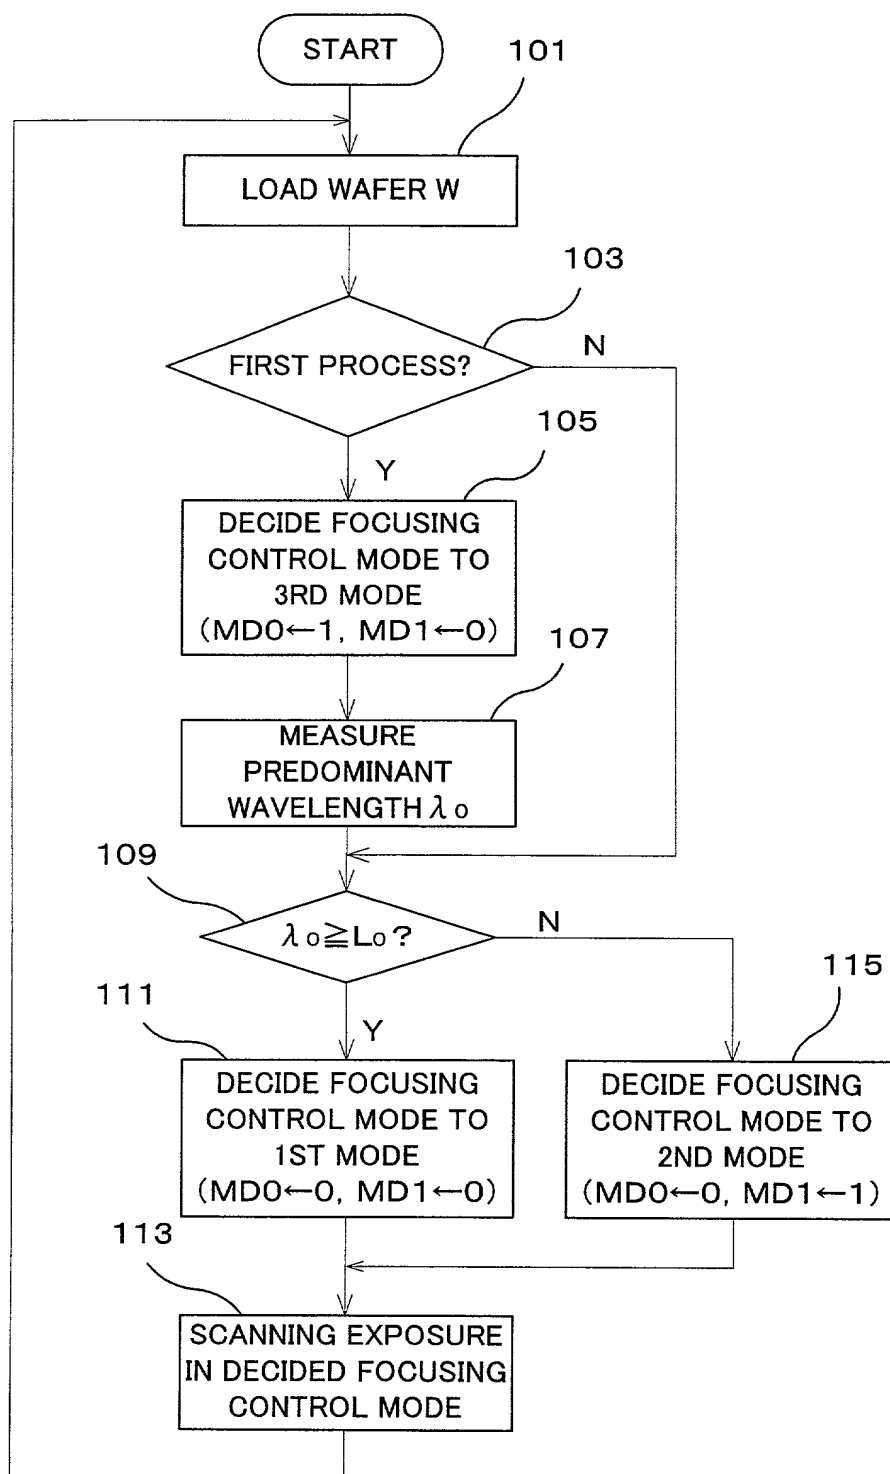 START
101
LOAD WAFER W
103
FIRST PROCESS?
N
105
Y
DECIDE FOCUSING
CONTROL MODE TO
3RD MODE
(MD0←1, MD1←0)
107
MEASURE
PREDOMINANT
WAVELENGTH λo
109
λo≧Lo?
N
111
Y
115
DECIDE FOCUSING
CONTROL MODE TO
1ST MODE
(MD0←0, MD1←0)
DECIDE FOCUSING
CONTROL MODE TO
2ND MODE
(MD0←0, MD1←1)
113
SCANNING EXPOSURE
IN DECIDED FOCUSING
CONTROL MODE